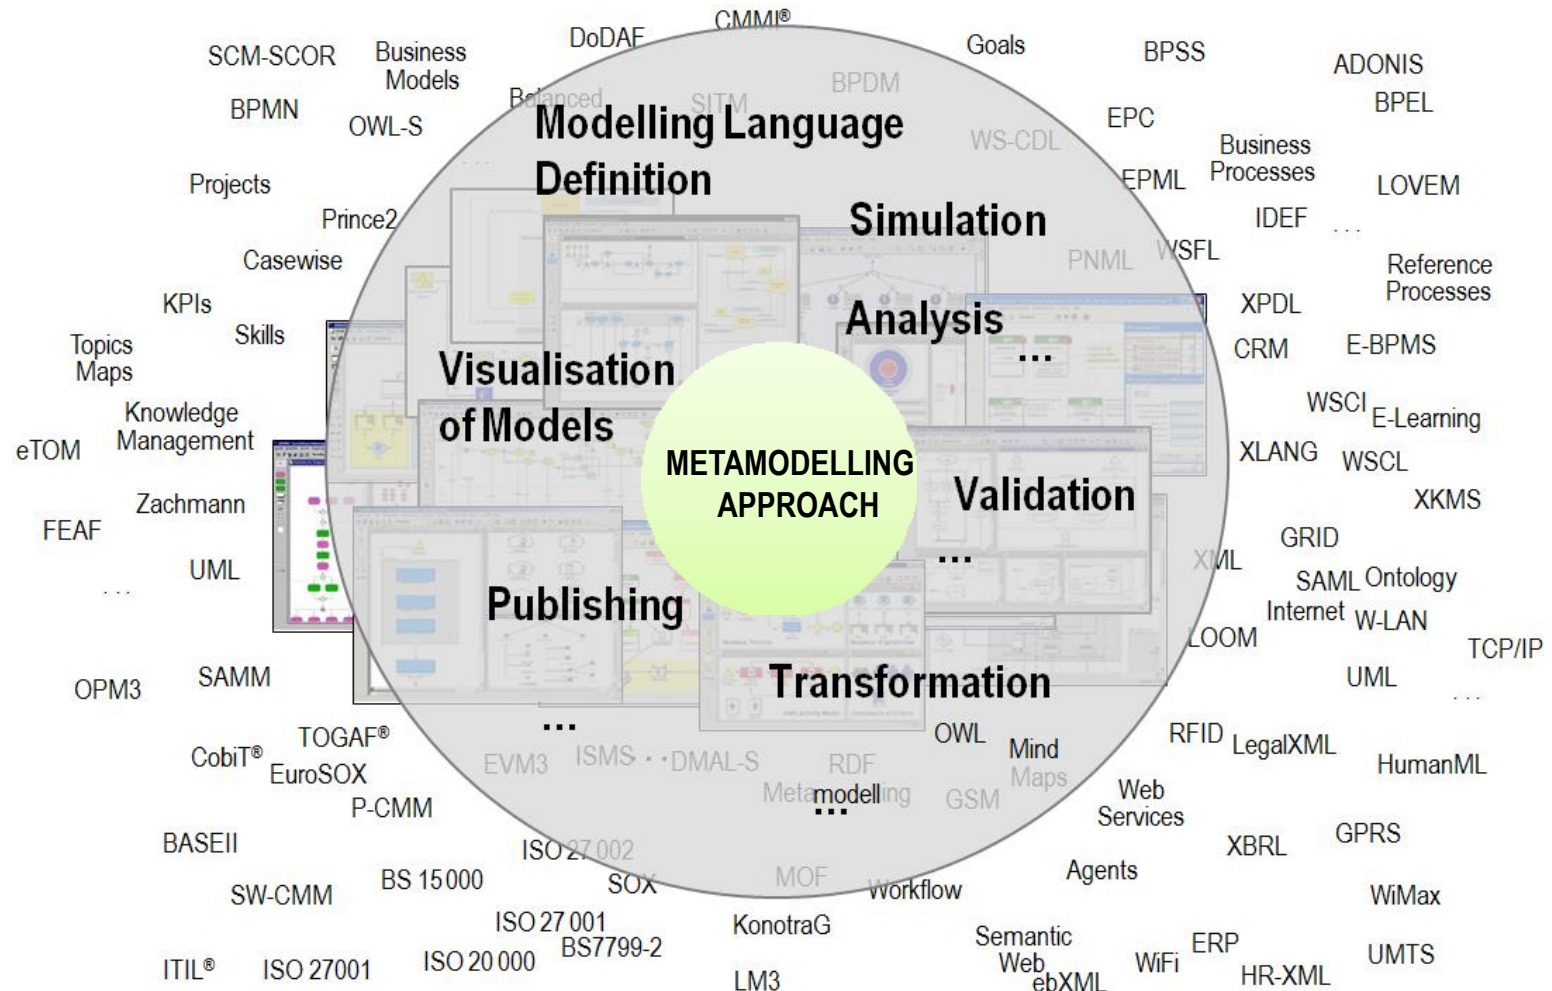 CMMI®
DoDAF
Goals
BPSS
SCM-SCOR
Business
Models
ADONIS
BPDM
Balanced
SITM
BPEL
BPMN
OWL-S
EPC
Modelling Language
Definition
WS-CDL
Business
Processes
Projects
EPML
LOVEM
Prince2
Simulation
IDEF
...
Casewise
PNML
WSFL
Reference
Processes
KPIs
XPDL
Skills
Analysis
...
Topics
Maps
CRM
E-BPMS
Visualisation
of Models
Knowledge
Management
WSCI
E-Learning
eTOM
XLANG
WSCL
METAMODELLING
APPROACH
Validation
...
Zachmann
XKMS
FEAF
GRID
UML
XML
SAML
Ontology
...
Publishing
...
Internet
W-LAN
LOOM
TCP/IP
SAMM
OPM3
Transformation
UML
...
TOGAF®
OWL
Mind
Maps
RFID
LegalXML
CobiT®
EuroSOX
EVM3
ISMS
...
DMAL-S
RDF
HumanML
Metamodelling
modell
...
GSM
P-CMM
Web
Services
BASEII
ISO 27 002
XBRL
GPRS
BS 15 000
SOX
MOF
Workflow
Agents
SW-CMM
WiMax
ISO 27 001
KonotraG
BS7799-2
Semantic
Web
ERP
UMTS
ITIL®
ISO 27001
ISO 20 000
LM3
ebXML
WiFi
HR-XML